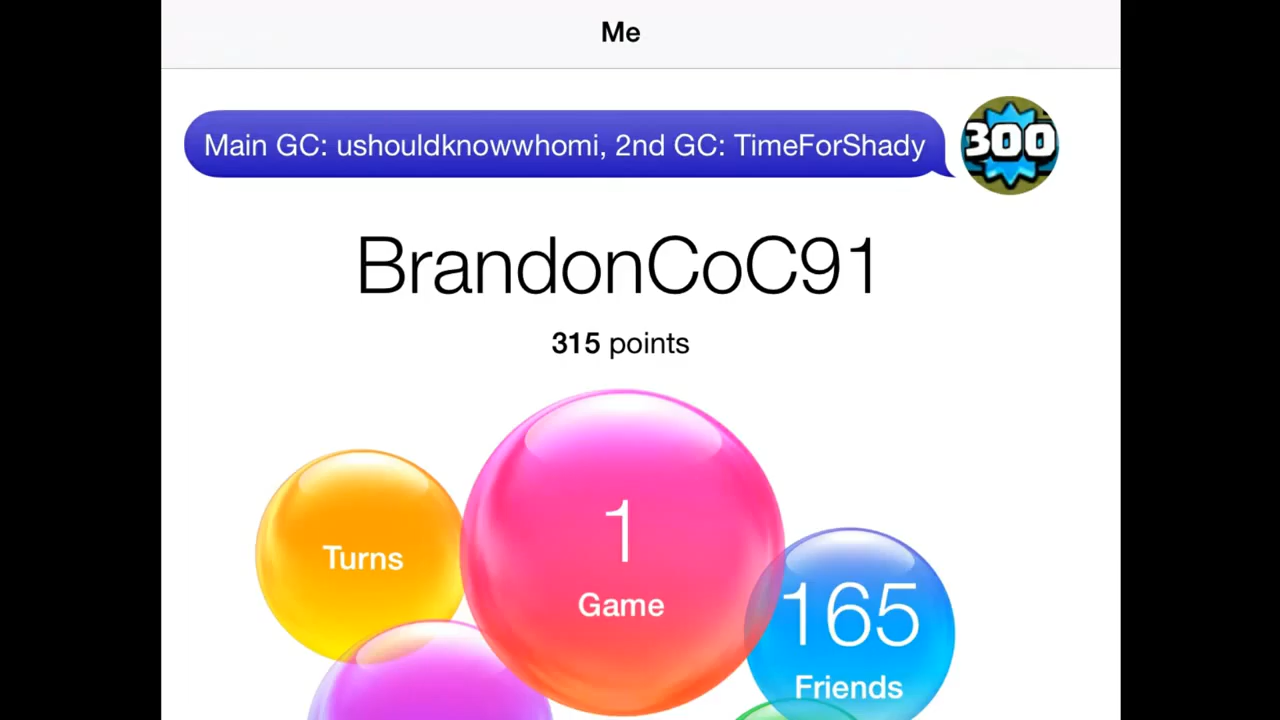 Me
Main GC: ushouldknowwhomi, 2nd GC: TimeForShady
300
BrandonCoC91
315 points
1
Game
Turns
165
Friends